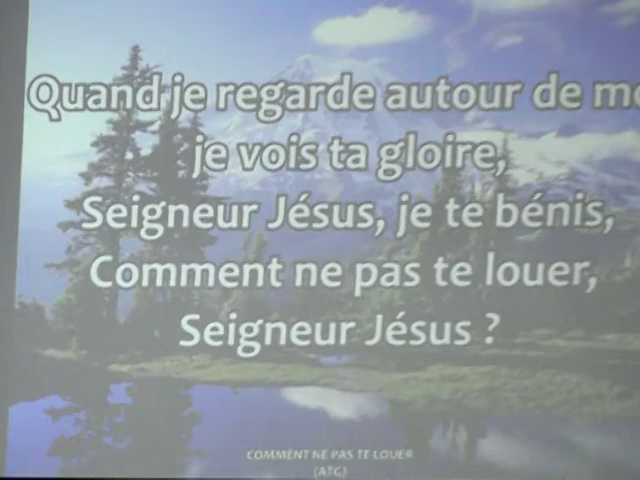 Quand je regarde autour de mo
je vois ta gloire,
Seigneur Jésus, je te bénis,
Comment ne pas te louer,
Seigneur Jésus ?
COMMENT NE PAS TE LOUER
(ATG)